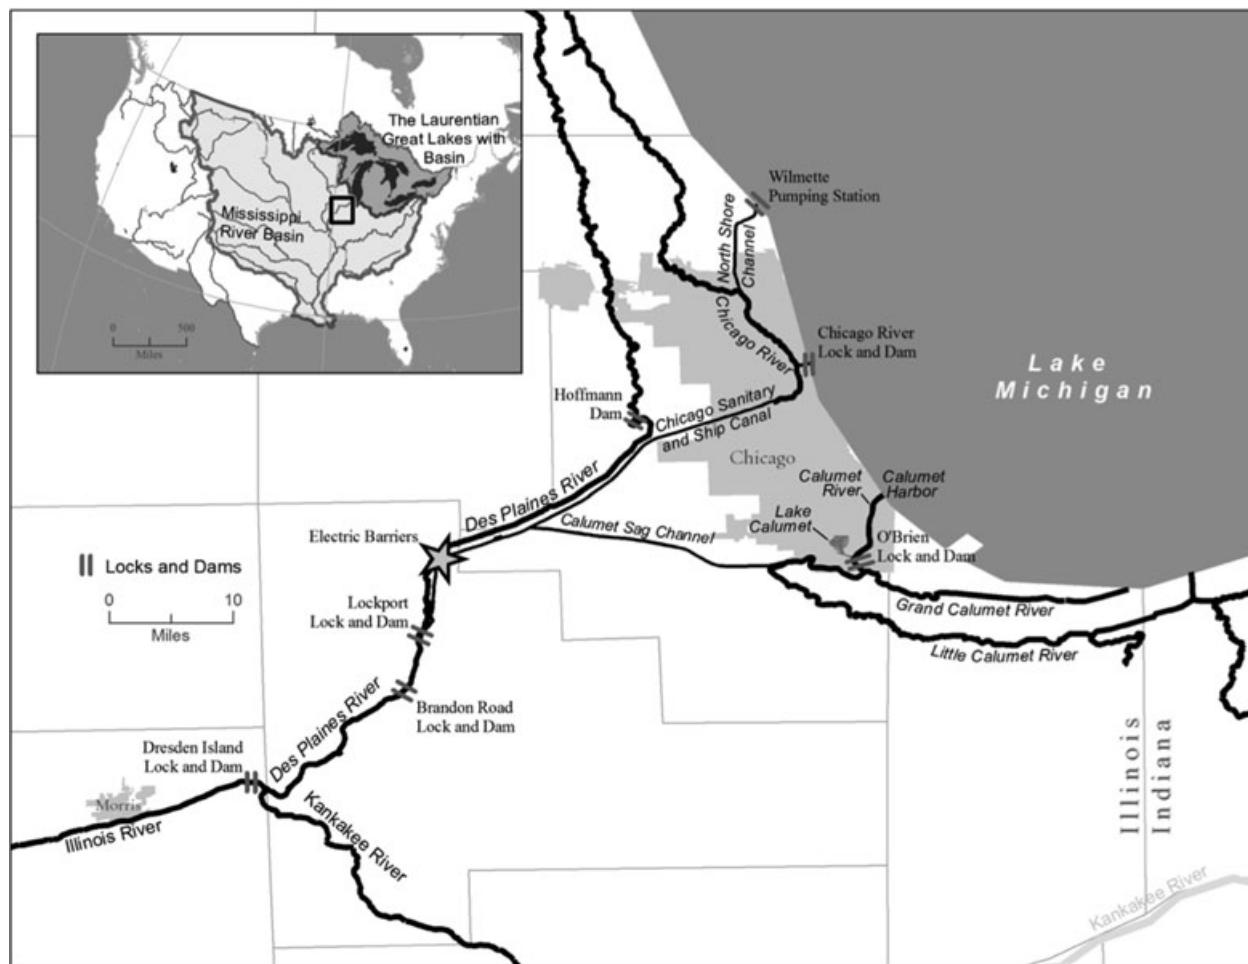 The Laurentian
Great Lakes with
Basin
Mississippi
River Basin
0 500
Miles
Wilmette
Pumping Station
North Shore
Channel
Chicago River
Chicago River
Lock and Dam
Lake
Michigan
Hoffmann
Dam
Chicago Sanitary
and Ship Canal
Chicago
Calumet
River
Calumet
Harbor
Lake
Calumet
O'Brien
Lock and Dam
Des Plaines River
Calumet Sag Channel
Electric Barriers
Locks and Dams
0 10
Miles
Lockport
Lock and Dam
Grand Calumet River
Little Calumet River
Brandon Road
Lock and Dam
Des Plaines River
Dresden Island
Lock and Dam
Morris
Illinois River
Kankakee River
Illinois
Indiana
Kankakee River